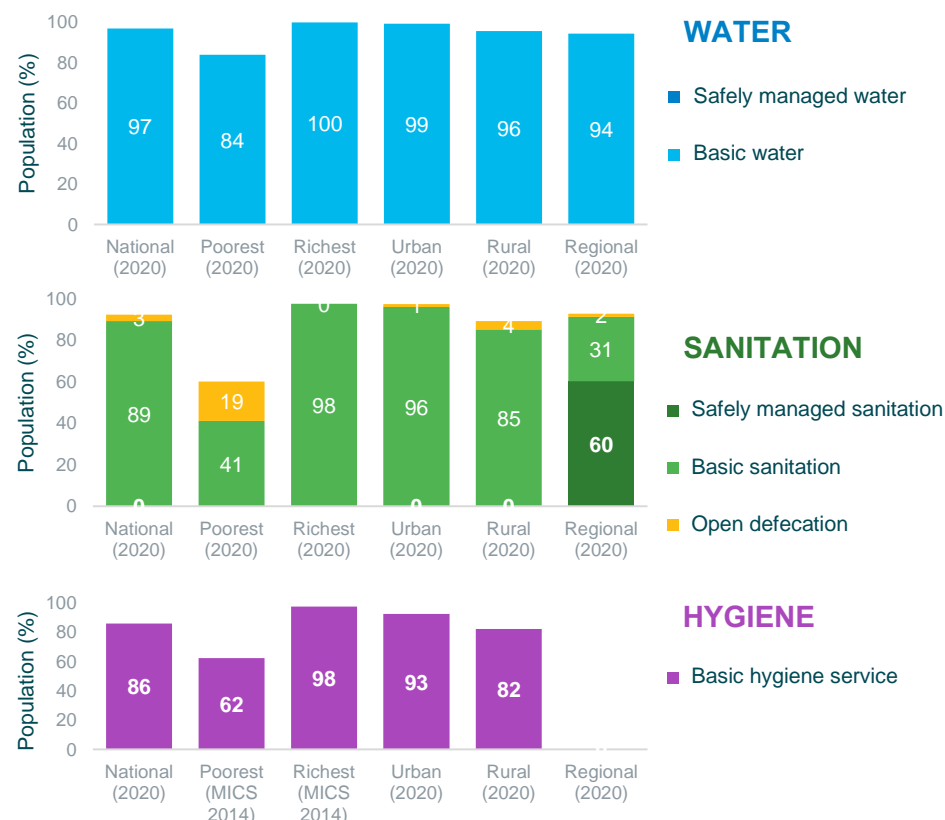 WATER
Safely managed water
Basic water
Population (%)
100
80
60
40
20
0
97
84
100
99
96
94
National
(2020)
Poorest
(2020)
Richest
(2020)
Urban
(2020)
Rural
(2020)
Regional
(2020)
SANITATION
Safely managed sanitation
Basic sanitation
Open defecation
Population (%)
100
80
60
40
20
0
3
89
0
19
41
0
98
1
96
0
4
85
0
2
31
60
National
(2020)
Poorest
(2020)
Richest
(2020)
Urban
(2020)
Rural
(2020)
Regional
(2020)
HYGIENE
Basic hygiene service
Population (%)
100
80
60
40
20
0
86
62
98
93
82
-
National
(2020)
Poorest
(MICS
2014)
Richest
(MICS
2014)
Urban
(2020)
Rural
(2020)
Regional
(2020)